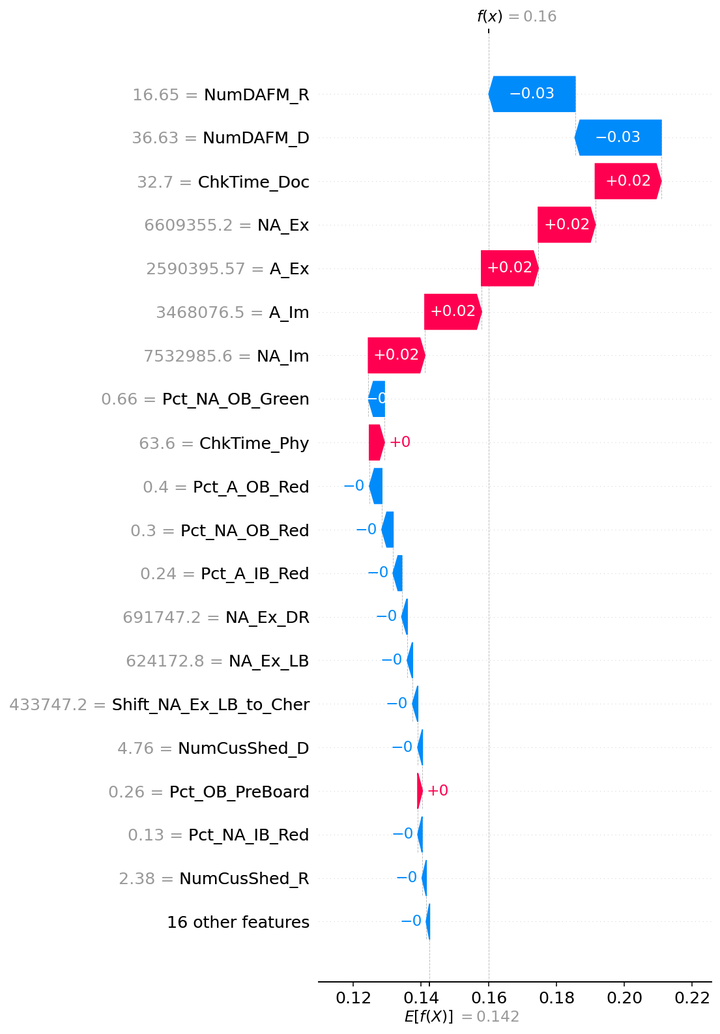 f(x) = 0.16
16.65 = NumDAFM_R −0.03
36.63 = NumDAFM_D −0.03
32.7 = ChkTime_Doc +0.02
6609355.2 = NA_Ex +0.02
2590395.57 = A_Ex +0.02
3468076.5 = A_Im +0.02
7532985.6 = NA_Im +0.02
0.66 = Pct_NA_OB_Green −0
63.6 = ChkTime_Phy +0
0.4 = Pct_A_OB_Red −0
0.3 = Pct_NA_OB_Red −0
0.24 = Pct_A_IB_Red −0
691747.2 = NA_Ex_DR −0
624172.8 = NA_Ex_LB −0
433747.2 = Shift_NA_Ex_LB_to_Cher −0
4.76 = NumCusShed_D −0
0.26 = Pct_OB_PreBoard +0
0.13 = Pct_NA_IB_Red −0
2.38 = NumCusShed_R −0
16 other features −0
0.12 0.14 0.16 0.18 0.20 0.22
E[f(X)] = 0.142